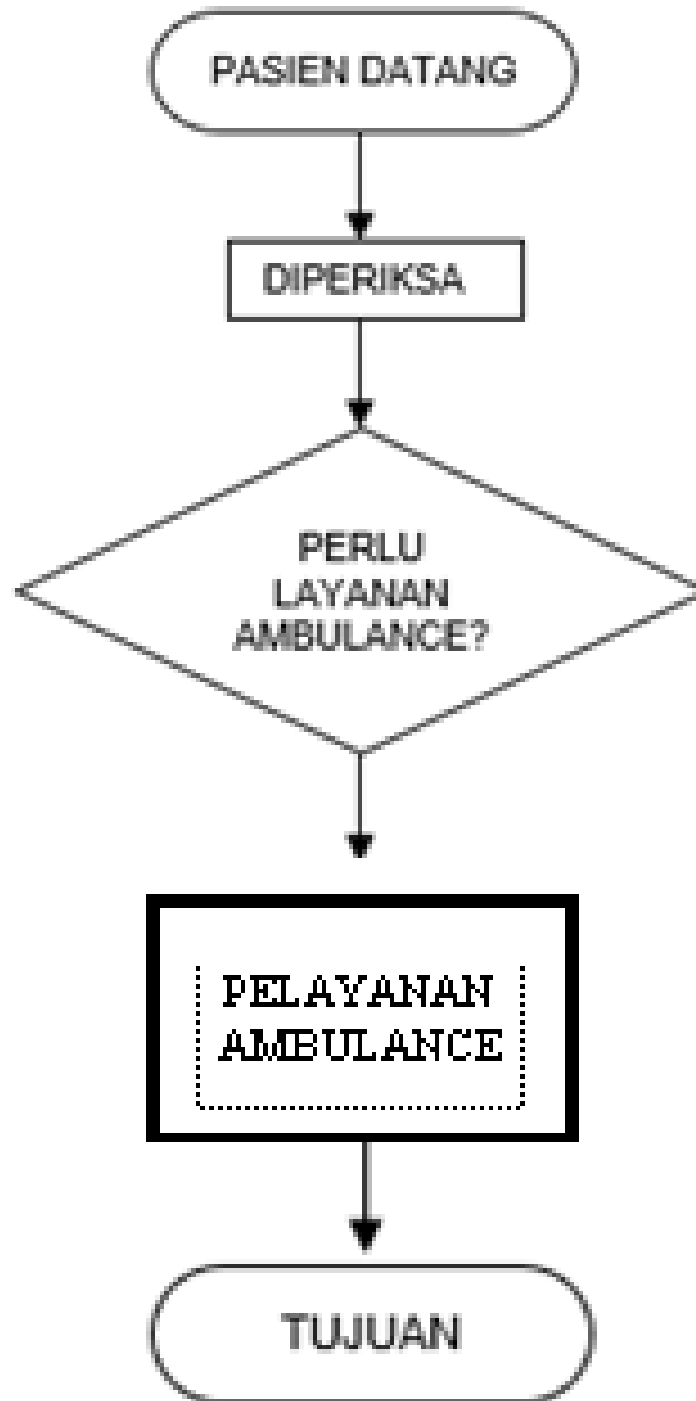 PASIEN DATANG
DIPERIKSA
PERLU
LAYANAN
AMBULANCE?
PELAYANAN
AMBULANCE
TUJUAN